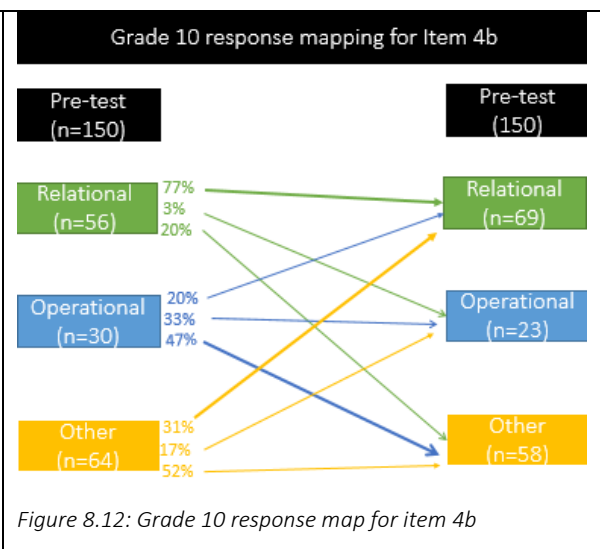 Grade 10 response mapping for Item 4b
Pre-test
(n=150)
Pre-test
(150)
Relational
(n=56)
77%
3%
20%
Relational
(n=69)
Operational
(n=30)
20%
33%
47%
Operational
(n=23)
Other
(n=64)
31%
17%
52%
Other
(n=58)
Figure 8.12: Grade 10 response map for item 4b